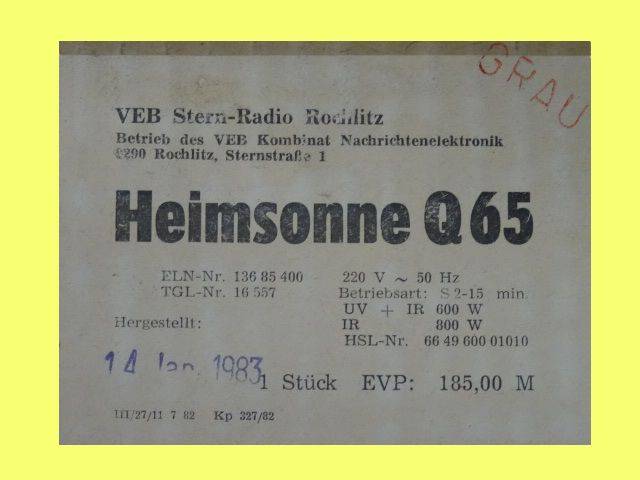 GRAU
VEB Stern-Radio Rochlitz
Betrieb des VEB Kombinat Nachrichtenelektronik
9290 Rochlitz, Sternstraße 1
Heimsonne Q 65
ELN-Nr. 136 85 400
TGL-Nr. 16 557
220 V ~ 50 Hz
Betriebsart: S 2-15 min.
UV + IR 600 W
IR 800 W
HSL-Nr. 66 49 600 01010
Hergestellt:
14 Jan. 1983
1 Stück EVP: 185,00 M
III/27/11 7 82 Kp 327/82